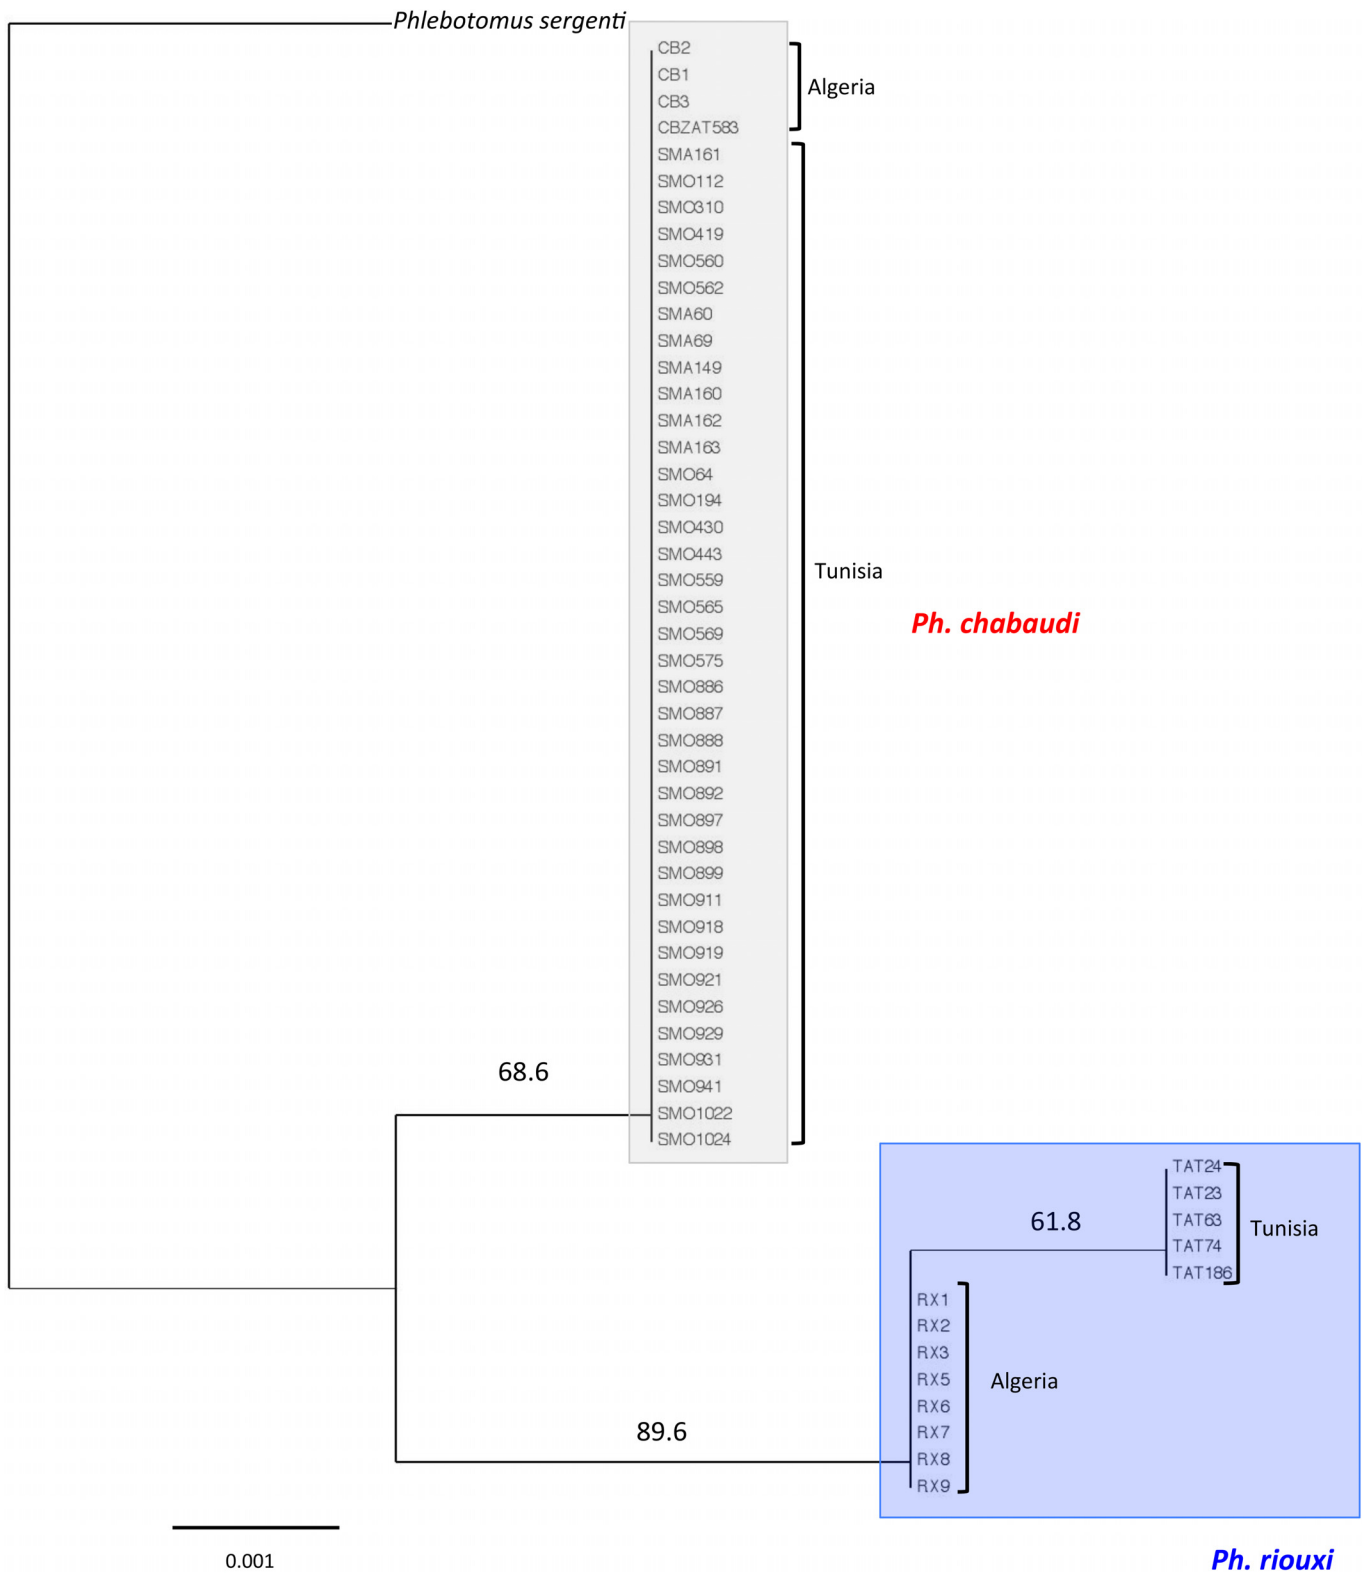 Phlebotomus sergenti
CB2
CB1
CB3
CBZAT583
Algeria
SMA161
SMO112
SMO310
SMO419
SMO560
SMO562
SMA60
SMA69
SMA149
SMA160
SMA162
SMA163
SMO64
SMO194
SMO430
SMO443
SMO559
SMO565
SMO569
SMO575
SMO886
SMO887
SMO888
SMO891
SMO892
SMO897
SMO898
SMO899
SMO911
SMO918
SMO919
SMO921
SMO926
SMO929
SMO931
SMO941
SMO1022
SMO1024
Tunisia
Ph. chabaudi
68.6
TAT24
TAT23
TAT63
TAT74
TAT186
Tunisia
61.8
RX1
RX2
RX3
RX5
RX6
RX7
RX8
RX9
Algeria
89.6
0.001
Ph. riouxi